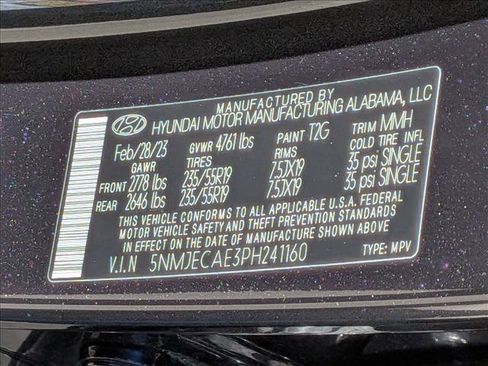 MANUFACTURED BY
HYUNDAI MOTOR MANUFACTURING ALABAMA, LLC
Feb/28/23 GVWR 4761 lbs PAINT T2G TRIM MMH
GAWR TIRES RIMS COLD TIRE INFL
FRONT 2778 lbs 235/55R19 7.5JX19 35 psi SINGLE
REAR 2646 lbs 235/55R19 7.5JX19 35 psi SINGLE
THIS VEHICLE CONFORMS TO ALL APPLICABLE U.S.A. FEDERAL
MOTOR VEHICLE SAFETY AND THEFT PREVENTION STANDARDS
IN EFFECT ON THE DATE OF MANUFACTURE SHOWN ABOVE.
V.I.N 5NMJECAE3PH241160 TYPE: MPV